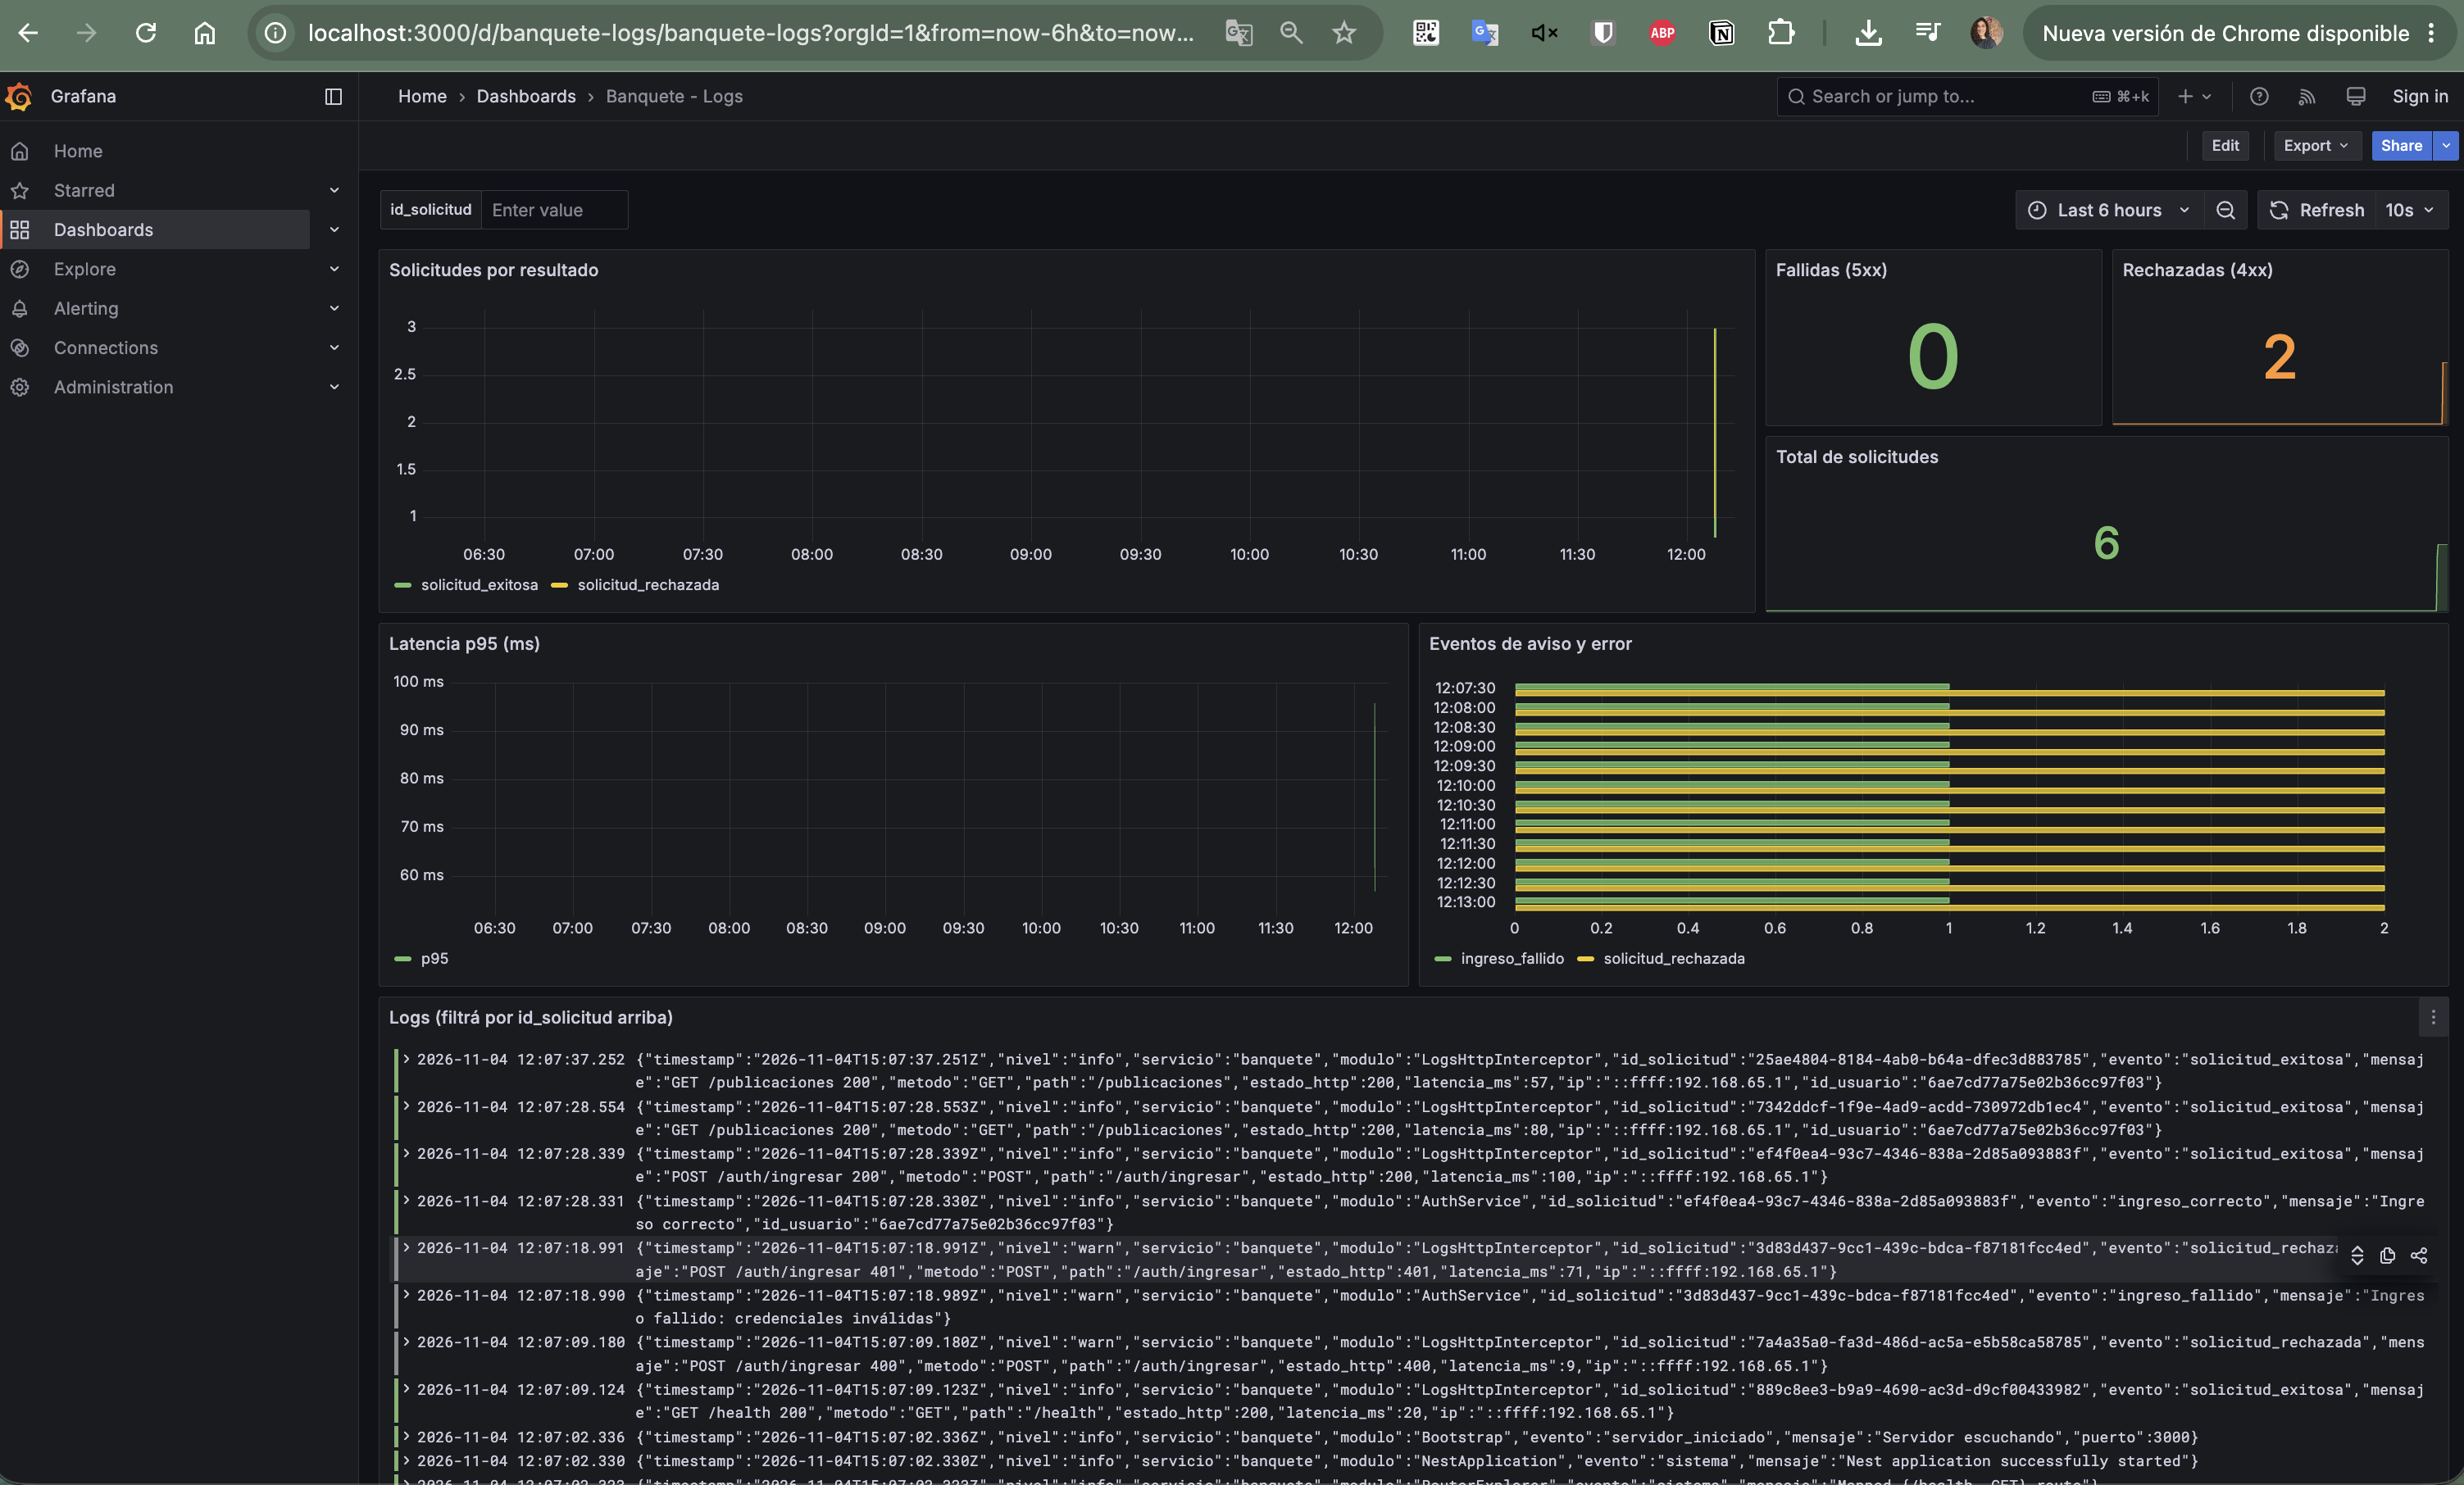 localhost:3000/d/banquete-logs/banquete-logs?orgId=1&from=now-6h&to=now...
ABP
Nueva versión de Chrome disponible
Grafana
Home › Dashboards › Banquete - Logs
Search or jump to...
⌘+k
Sign in
Home
Starred
Dashboards
Explore
Alerting
Connections
Administration
Edit
Export
Share
id_solicitud
Enter value
Last 6 hours
Refresh
10s
Solicitudes por resultado
3
2.5
2
1.5
1
06:30 07:00 07:30 08:00 08:30 09:00 09:30 10:00 10:30 11:00 11:30 12:00
solicitud_exitosa solicitud_rechazada
Fallidas (5xx)
0
Rechazadas (4xx)
2
Total de solicitudes
6
Latencia p95 (ms)
100 ms
90 ms
80 ms
70 ms
60 ms
06:30 07:00 07:30 08:00 08:30 09:00 09:30 10:00 10:30 11:00 11:30 12:00
p95
Eventos de aviso y error
12:07:30
12:08:00
12:08:30
12:09:00
12:09:30
12:10:00
12:10:30
12:11:00
12:11:30
12:12:00
12:12:30
12:13:00
0 0.2 0.4 0.6 0.8 1 1.2 1.4 1.6 1.8 2
ingreso_fallido solicitud_rechazada
Logs (filtrá por id_solicitud arriba)
2026-11-04 12:07:37.252 {"timestamp":"2026-11-04T15:07:37.251Z","nivel":"info","servicio":"banquete","modulo":"LogsHttpInterceptor","id_solicitud":"25ae4804-8184-4ab0-b64a-dfec3d883785","evento":"solicitud_exitosa","mensaj
e":"GET /publicaciones 200","metodo":"GET","path":"/publicaciones","estado_http":200,"latencia_ms":57,"ip":"::ffff:192.168.65.1","id_usuario":"6ae7cd77a75e02b36cc97f03"}
2026-11-04 12:07:28.554 {"timestamp":"2026-11-04T15:07:28.553Z","nivel":"info","servicio":"banquete","modulo":"LogsHttpInterceptor","id_solicitud":"7342ddcf-1f9e-4ad9-acdd-730972db1ec4","evento":"solicitud_exitosa","mensaj
e":"GET /publicaciones 200","metodo":"GET","path":"/publicaciones","estado_http":200,"latencia_ms":80,"ip":"::ffff:192.168.65.1","id_usuario":"6ae7cd77a75e02b36cc97f03"}
2026-11-04 12:07:28.339 {"timestamp":"2026-11-04T15:07:28.339Z","nivel":"info","servicio":"banquete","modulo":"LogsHttpInterceptor","id_solicitud":"ef4f0ea4-93c7-4346-838a-2d85a093883f","evento":"solicitud_exitosa","mensaj
e":"POST /auth/ingresar 200","metodo":"POST","path":"/auth/ingresar","estado_http":200,"latencia_ms":100,"ip":"::ffff:192.168.65.1"}
2026-11-04 12:07:28.331 {"timestamp":"2026-11-04T15:07:28.330Z","nivel":"info","servicio":"banquete","modulo":"AuthService","id_solicitud":"ef4f0ea4-93c7-4346-838a-2d85a093883f","evento":"ingreso_correcto","mensaje":"Ingre
so correcto","id_usuario":"6ae7cd77a75e02b36cc97f03"}
2026-11-04 12:07:18.991 {"timestamp":"2026-11-04T15:07:18.991Z","nivel":"warn","servicio":"banquete","modulo":"LogsHttpInterceptor","id_solicitud":"3d83d437-9cc1-439c-bdca-f87181fcc4ed","evento":"solicitud_rechaza
aje":"POST /auth/ingresar 401","metodo":"POST","path":"/auth/ingresar","estado_http":401,"latencia_ms":71,"ip":"::ffff:192.168.65.1"}
2026-11-04 12:07:18.990 {"timestamp":"2026-11-04T15:07:18.989Z","nivel":"warn","servicio":"banquete","modulo":"AuthService","id_solicitud":"3d83d437-9cc1-439c-bdca-f87181fcc4ed","evento":"ingreso_fallido","mensaje":"Ingres
o fallido: credenciales inválidas"}
2026-11-04 12:07:09.180 {"timestamp":"2026-11-04T15:07:09.180Z","nivel":"warn","servicio":"banquete","modulo":"LogsHttpInterceptor","id_solicitud":"7a4a35a0-fa3d-486d-ac5a-e5b58ca58785","evento":"solicitud_rechazada","mens
aje":"POST /auth/ingresar 400","metodo":"POST","path":"/auth/ingresar","estado_http":400,"latencia_ms":9,"ip":"::ffff:192.168.65.1"}
2026-11-04 12:07:09.124 {"timestamp":"2026-11-04T15:07:09.123Z","nivel":"info","servicio":"banquete","modulo":"LogsHttpInterceptor","id_solicitud":"889c8ee3-b9a9-4690-ac3d-d9cf00433982","evento":"solicitud_exitosa","mensaj
e":"GET /health 200","metodo":"GET","path":"/health","estado_http":200,"latencia_ms":20,"ip":"::ffff:192.168.65.1"}
2026-11-04 12:07:02.336 {"timestamp":"2026-11-04T15:07:02.336Z","nivel":"info","servicio":"banquete","modulo":"Bootstrap","evento":"servidor_iniciado","mensaje":"Servidor escuchando","puerto":3000}
2026-11-04 12:07:02.330 {"timestamp":"2026-11-04T15:07:02.330Z","nivel":"info","servicio":"banquete","modulo":"NestApplication","evento":"sistema","mensaje":"Nest application successfully started"}